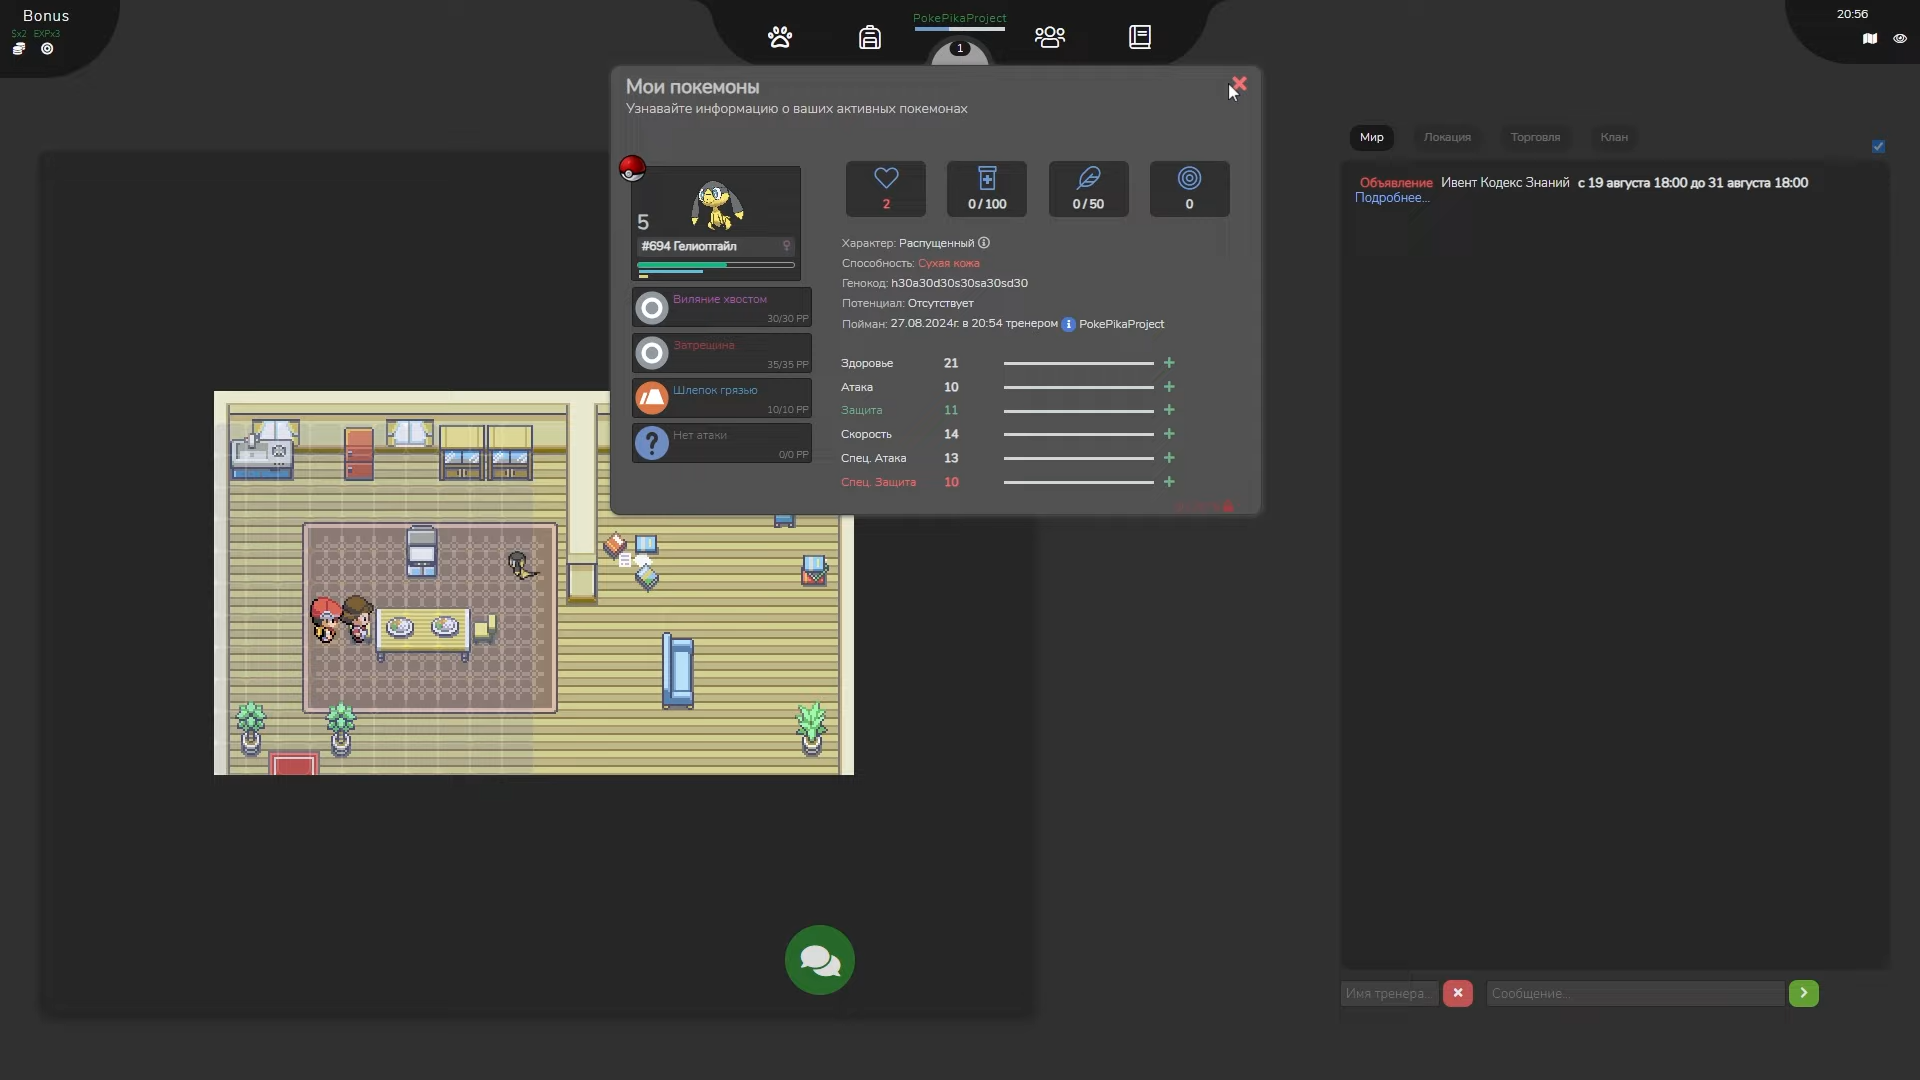 Bonus
$x2 EXPx3
PokePikaProject
1
20:56
Мои покемоны
Узнавайте информацию о ваших активных покемонах
5
#694 Гелиоптайл
Виляние хвостом
30/30 PP
Затрещина
35/35 PP
Шлепок грязью
10/10 PP
Нет атаки
0/0 PP
2
0 / 100
0 / 50
0
Характер: Распущенный
Способность: Сухая кожа
Генокод: h30a30d30s30sa30sd30
Потенциал: Отсутствует
Пойман: 27.08.2024г. в 20:54 тренером PokePikaProject
Здоровье 21
Атака 10
Защита 11
Скорость 14
Спец. Атака 13
Спец. Защита 10
Мир Локация Торговля Клан
Объявление Ивент Кодекс Знаний с 19 августа 18:00 до 31 августа 18:00
Подробнее...
Имя тренера...
Сообщение...